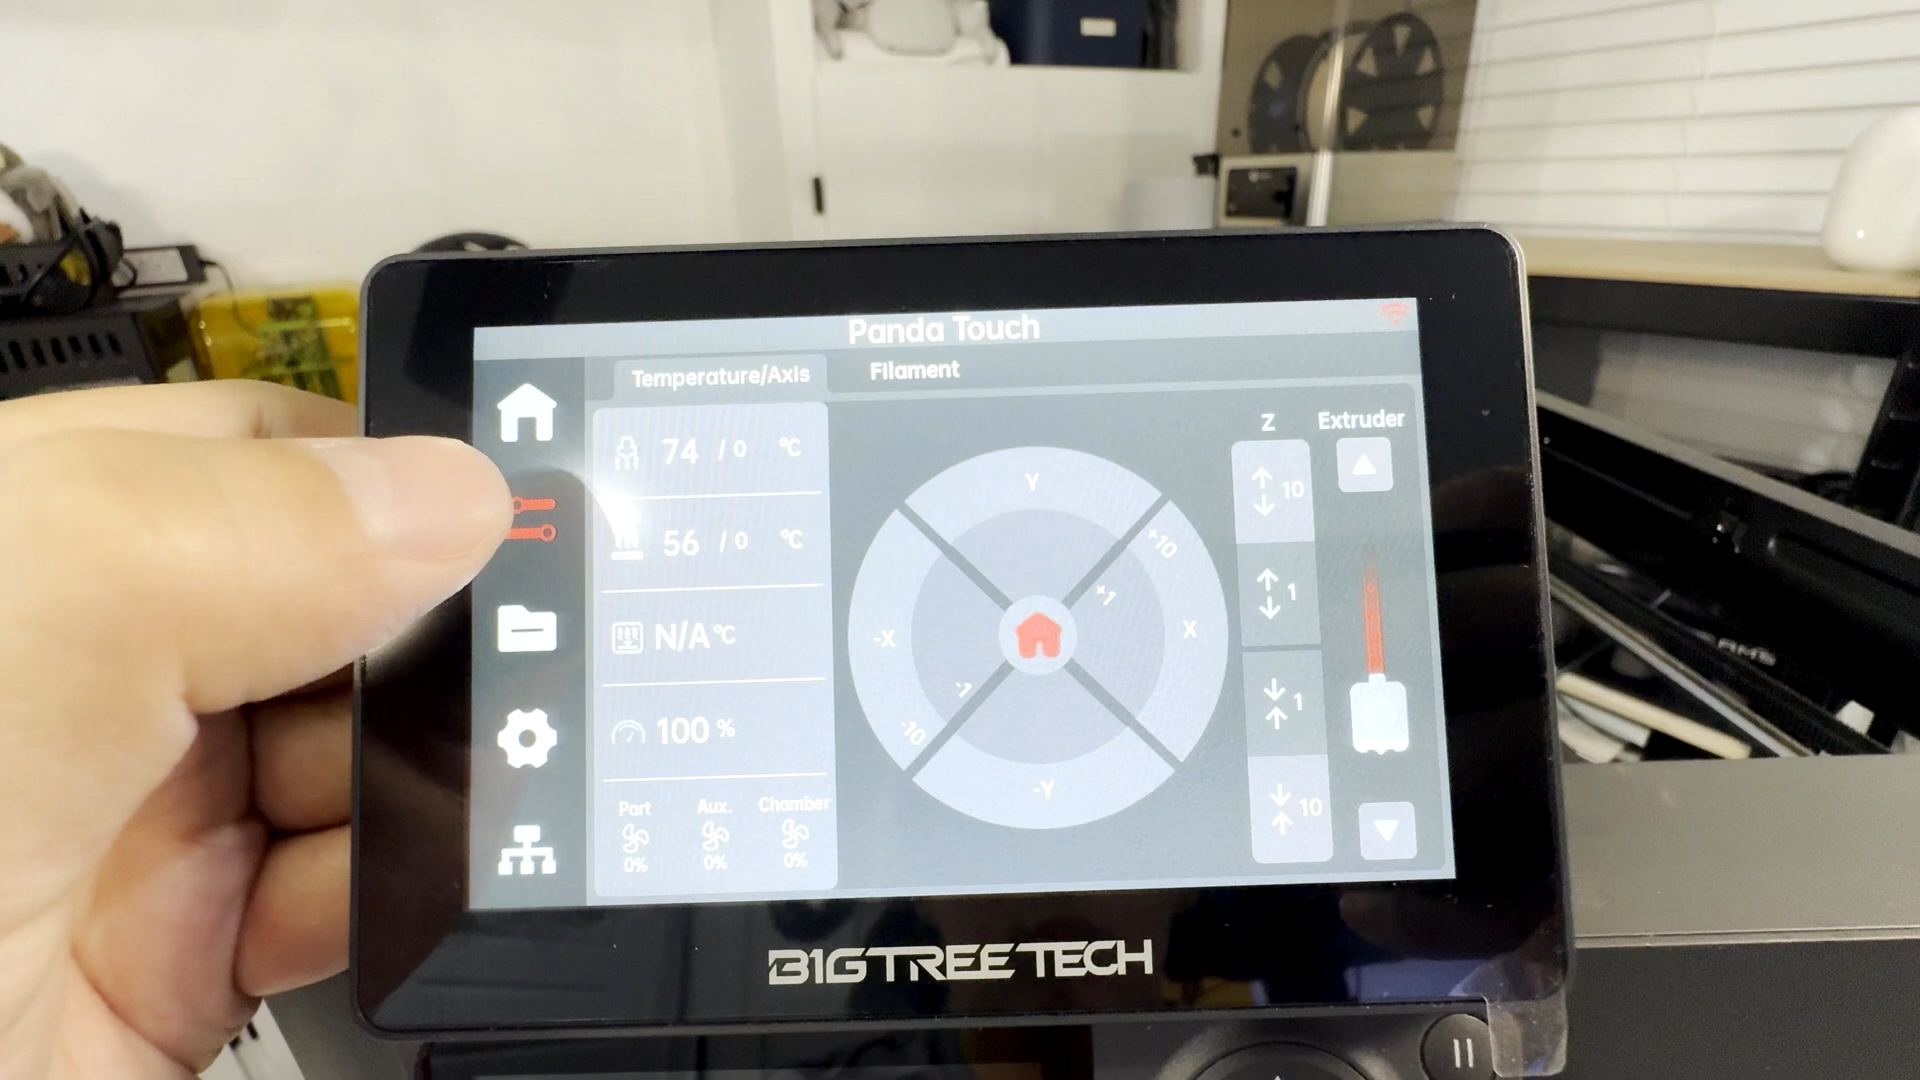 Panda Touch
Temperature/Axis
Filament
74 / 0 °C
56 / 0 °C
N/A °C
100 %
Part Aux. Chamber
0% 0% 0%
Y
+10
+1
-X
X
-1
-10
-Y
Z
10
1
1
10
Extruder
AMS
BIGTREETECH